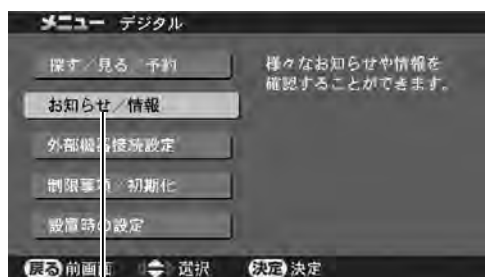 メニュー デジタル
探す／見る／予約
お知らせ／情報
外部機器接続設定
制限事項／初期化
設置時の設定
様々なお知らせや情報を
確認することができます。
戻る 前画面 選択 決定 決定